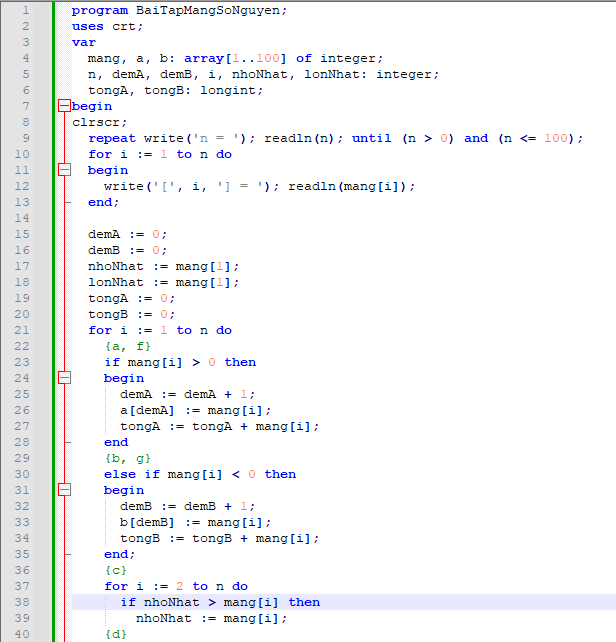 1 program BaiTapMangSoNguyen;
2 uses crt;
3 var
4 mang, a, b: array[1..100] of integer;
5 n, demA, demB, i, nhoNhat, lonNhat: integer;
6 tongA, tongB: longint;
7 begin
8 clrscr;
9 repeat write('n = '); readln(n); until (n > 0) and (n <= 100);
10 for i := 1 to n do
11 begin
12 write('[', i, '] = '); readln(mang[i]);
13 end;
14
15 demA := 0;
16 demB := 0;
17 nhoNhat := mang[1];
18 lonNhat := mang[1];
19 tongA := 0;
20 tongB := 0;
21 for i := 1 to n do
22 {a, f}
23 if mang[i] > 0 then
24 begin
25 demA := demA + 1;
26 a[demA] := mang[i];
27 tongA := tongA + mang[i];
28 end
29 {b, g}
30 else if mang[i] < 0 then
31 begin
32 demB := demB + 1;
33 b[demB] := mang[i];
34 tongB := tongB + mang[i];
35 end;
36 {c}
37 for i := 2 to n do
38 if nhoNhat > mang[i] then
39 nhoNhat := mang[i];
40 {d}